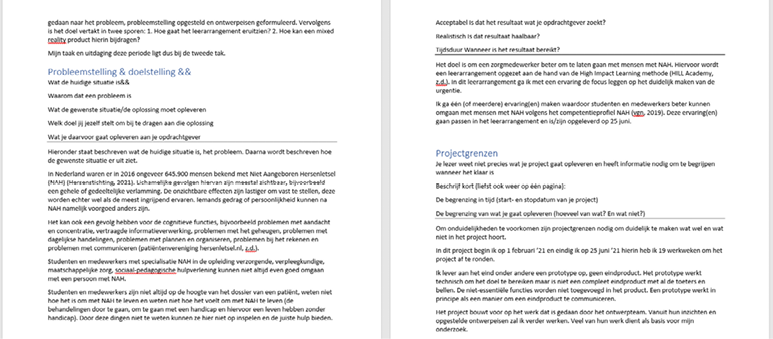 gedaan naar het probleem, probleemstelling opgesteld en ontwerpeisen geformuleerd. Vervolgens
is het doel vertakt in twee sporen: 1. Hoe gaat het leerarrangement eruitzien? 2. Hoe kan een mixed
reality product hierin bijdragen?
Mijn taak en uitdaging deze periode ligt dus bij de tweede tak.
Probleemstelling & doelstelling &&
Wat de huidige situatie is&&
Waarom dat een probleem is
Wat de gewenste situatie/de oplossing moet opleveren
Welk doel jij jezelf stelt om bij te dragen aan die oplossing
Wat je daarvoor gaat opleveren aan je opdrachtgever
Hieronder staat beschreven wat de huidige situatie is, het probleem. Daarna wordt beschreven hoe
de gewenste situatie er uit ziet.
In Nederland waren er in 2016 ongeveer 645.900 mensen bekend met Niet Aangeboren Hersenletsel
(NAH) (Hersenstichting, 2021). Lichamelijke gevolgen hiervan zijn meestal zichtbaar, bijvoorbeeld
een gehele of gedeeltelijke verlamming. De onzichtbare effecten zijn lastiger om vast te stellen, deze
worden echter wel als de meest ingrijpend ervaren. Iemands gedrag of persoonlijkheid kunnen na
NAH namelijk voorgoed anders zijn.
Het kan ook een gevolg hebben voor de cognitieve functies, bijvoorbeeld problemen met aandacht
en concentratie, vertraagde informatieverwerking, problemen met het geheugen, problemen met
dagelijkse handelingen, problemen met plannen en organiseren, problemen bij het rekenen en
problemen met communiceren (patiëntenvereniging hersenletsel.nl, z.d.).
Studenten en medewerkers met specialisatie NAH in de opleiding verzorgende, verpleegkundige,
maatschappelijke zorg, sociaal-pedagogische hulpverlening kunnen niet altijd even goed omgaan
met een persoon met NAH.
Studenten en medewerkers zijn niet altijd op de hoogte van het dossier van een patiënt, weten niet
hoe het is om met NAH te leven en weten niet hoe het voelt om met NAH te leven (de
behandelingen door te gaan, om te gaan met een handicap en hiervoor een leven hebben zonder
handicap). Door deze dingen niet te weten kunnen ze hier niet op inspelen en de juiste hulp bieden.
Acceptabel is dat het resultaat wat je opdrachtgever zoekt?
Realistisch is dat resultaat haalbaar?
Tijdsduur Wanneer is het resultaat bereikt?
Het doel is om een zorgmedewerker beter om te laten gaan met mensen met NAH. Hiervoor wordt
een leerarrangement opgezet aan de hand van de High Impact Learning methode (HILL Academy,
z.d.). In dit leerarrangement ga ik met een ervaring de focus leggen op het duidelijk maken van de
urgentie.
Ik ga één (of meerdere) ervaring(en) maken waardoor studenten en medewerkers beter kunnen
omgaan met mensen met NAH volgens het competentieprofiel NAH (vgn, 2019). Deze ervaring(en)
gaan passen in het leerarrangement en is/zijn opgeleverd op 25 juni.
Projectgrenzen
Je lezer weet niet precies wat je project gaat opleveren en heeft informatie nodig om te begrijpen
wanneer het klaar is
Beschrijf kort (liefst ook weer op één pagina):
De begrenzing in tijd (start- en stopdatum van je project)
De begrenzing van wat je gaat opleveren (hoeveel van wat? En wat niet?)
Om onduidelijkheden te voorkomen zijn projectgrenzen nodig om duidelijk te maken wat wel en wat
niet in het project hoort.
In dit project begin ik op 1 februari ’21 en eindig ik op 25 juni ’21 hierin heb ik 19 werkweken om het
project af te ronden.
Ik lever aan het eind onder andere een prototype op, geen eindproduct. Het prototype werkt
technisch om het doel te bereiken maar is niet een compleet eindproduct met al de toeters en
bellen. De niet-essentiële functies worden niet toegevoegd in het product. Een prototype werkt in
principe als een manier om een eindproduct te communiceren.
Het project bouwt voor op het werk dat is gedaan door het ontwerpteam. Vanuit hun inzichten en
opgestelde ontwerpeisen zal ik verder werken. Veel van hun werk dient als basis voor mijn
onderzoek.